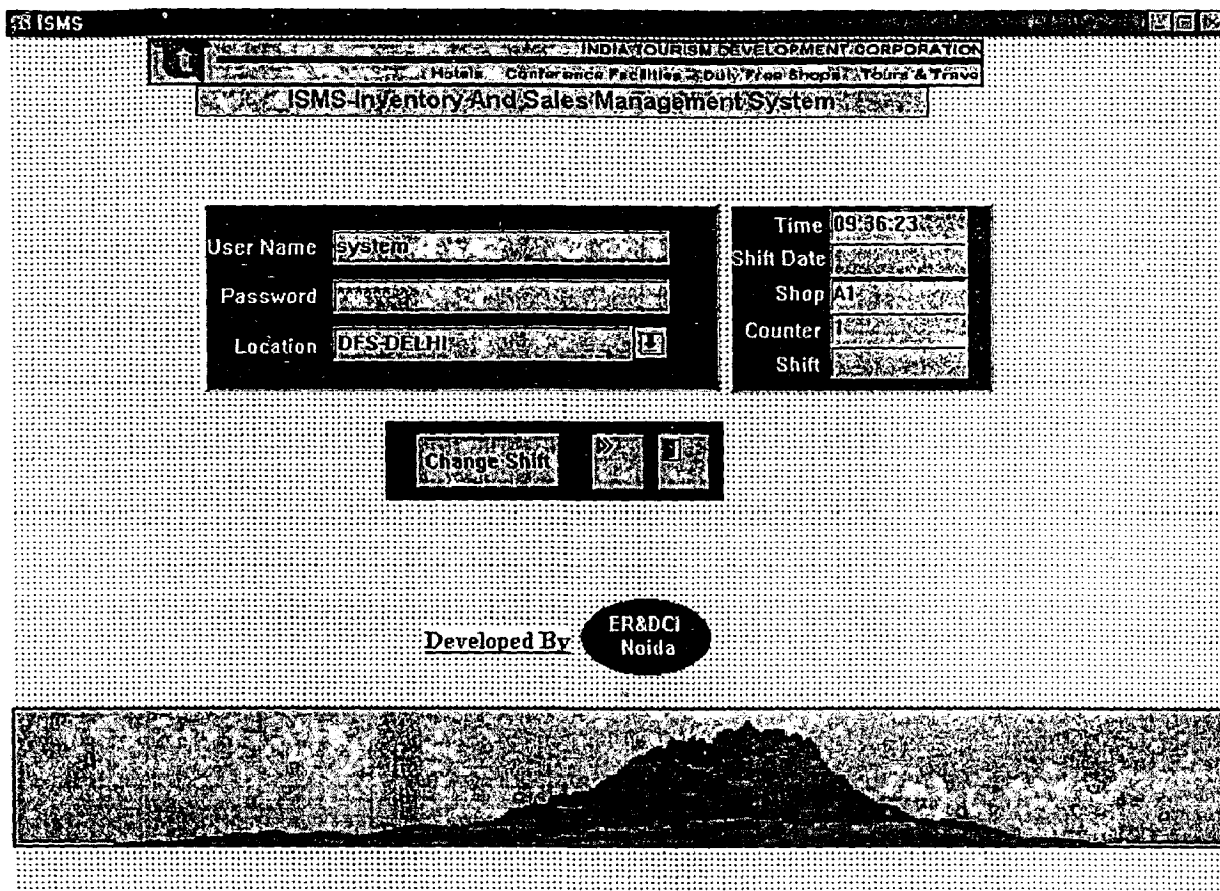 ISMS
INDIA TOURISM DEVELOPMENT CORPORATION
Hotels Conference Facilities Duty Free Shops Tours & Trave
ISMS-Inventory And Sales Management System
User Name system
Password ********
Location DFS-DELHI
Time 09:36:23
Shift Date
Shop A1
Counter 1
Shift
Change Shift
Developed By
ER&DCI
Noida